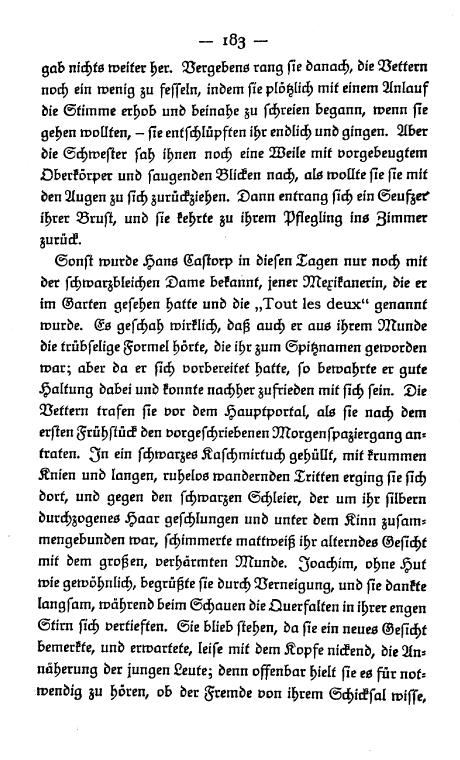 — 183 —
gab nichts weiter her. Vergebens rang sie danach, die Vettern
noch ein wenig zu fesseln, indem sie plötzlich mit einem Anlauf
die Stimme erhob und beinahe zu schreien begann, wenn sie
gehen wollten, – sie entschlüpften ihr endlich und gingen. Aber
die Schwester sah ihnen noch eine Weile mit vorgebeugtem
Oberkörper und saugenden Blicken nach, als wollte sie sie mit
den Augen zu sich zurückziehen. Dann entrang sich ein Seufzer
ihrer Brust, und sie kehrte zu ihrem Pflegling ins Zimmer
zurück.
Sonst wurde Hans Castorp in diesen Tagen nur noch mit
der schwarzbleichen Dame bekannt, jener Mexikanerin, die er
im Garten gesehen hatte und die „Tout les deux“ genannt
wurde. Es geschah wirklich, daß auch er aus ihrem Munde
die trübselige Formel hörte, die ihr zum Spitznamen geworden
war; aber da er sich vorbereitet hatte, so bewahrte er gute
Haltung dabei und konnte nachher zufrieden mit sich sein. Die
Vettern trafen sie vor dem Hauptportal, als sie nach dem
ersten Frühstück den vorgeschriebenen Morgenspaziergang an-
traten. In ein schwarzes Kaschmirtuch gehüllt, mit krummen
Knien und langen, ruhelos wandernden Tritten erging sie sich
dort, und gegen den schwarzen Schleier, der um ihr silbern
durchzogenes Haar geschlungen und unter dem Kinn zusam-
mengebunden war, schimmerte mattweiß ihr alterndes Gesicht
mit dem großen, verhärmten Munde. Joachim, ohne Hut
wie gewöhnlich, begrüßte sie durch Verneigung, und sie dankte
langsam, während beim Schauen die Querfalten in ihrer engen
Stirn sich vertieften. Sie blieb stehen, da sie ein neues Gesicht
bemerkte, und erwartete, leise mit dem Kopfe nickend, die An-
näherung der jungen Leute; denn offenbar hielt sie es für not-
wendig zu hören, ob der Fremde von ihrem Schicksal wisse,